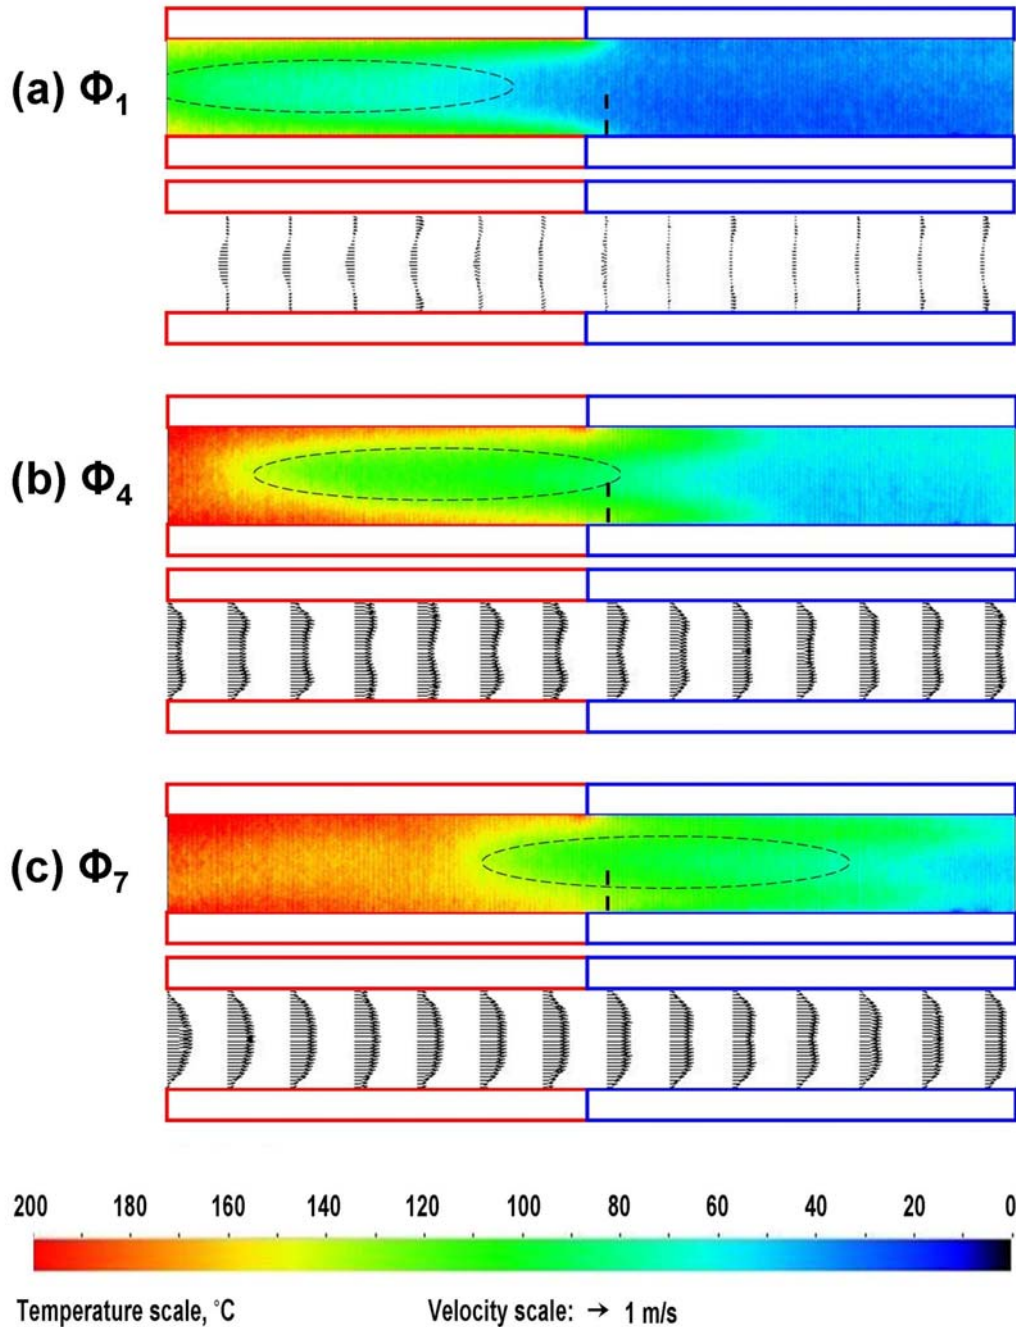 (a) Φ1
(b) Φ4
(c) Φ7
200 180 160 140 120 100 80 60 40 20 0
Temperature scale, °C Velocity scale: → 1 m/s